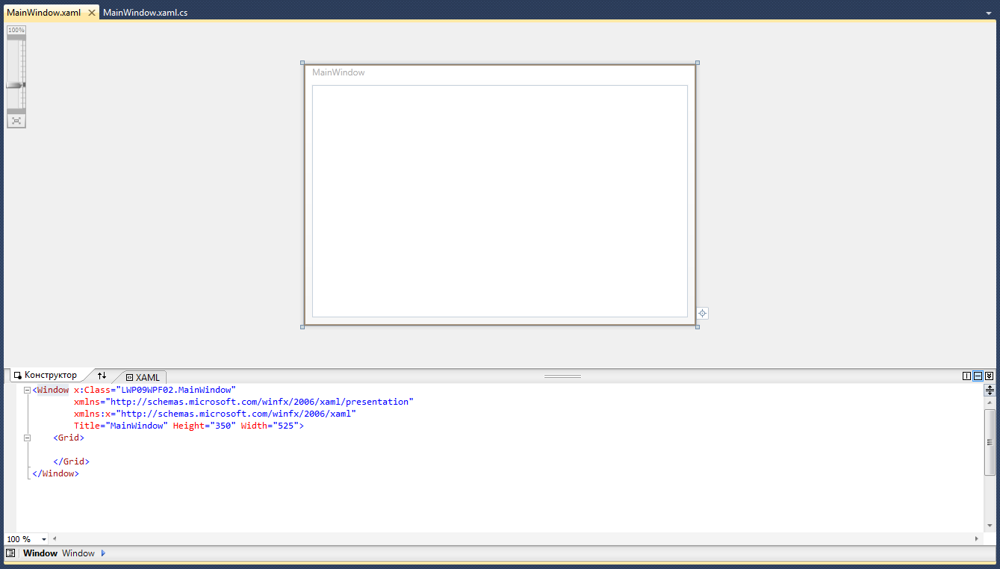 MainWindow.xaml MainWindow.xaml.cs
100%
MainWindow
Конструктор XAML
<Window x:Class="LWP09WPF02.MainWindow"
xmlns="http://schemas.microsoft.com/winfx/2006/xaml/presentation"
xmlns:x="http://schemas.microsoft.com/winfx/2006/xaml"
Title="MainWindow" Height="350" Width="525">
<Grid>
</Grid>
</Window>
100 %
Window Window